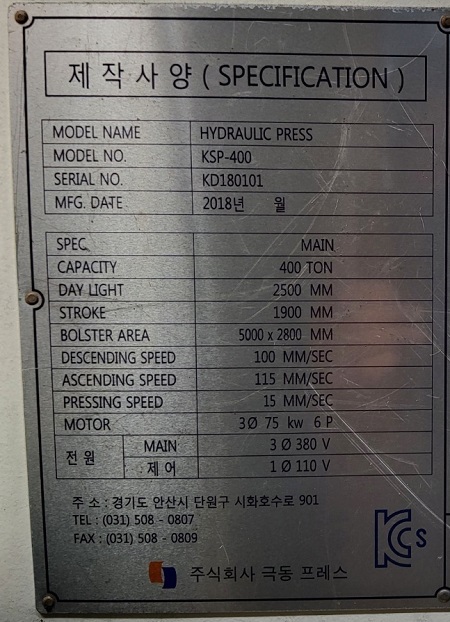 제 작 사 양 ( SPECIFICATION )
MODEL NAME HYDRAULIC PRESS
MODEL NO. KSP-400
SERIAL NO. KD180101
MFG. DATE 2018년 월
SPEC. MAIN
CAPACITY 400 TON
DAY LIGHT 2500 MM
STROKE 1900 MM
BOLSTER AREA 5000 x 2800 MM
DESCENDING SPEED 100 MM/SEC
ASCENDING SPEED 115 MM/SEC
PRESSING SPEED 15 MM/SEC
MOTOR 3Ø 75 kw 6 P
전 원 MAIN 3 Ø 380 V
제 어 1 Ø 110 V
주 소 : 경기도 안산시 단원구 시화호수로 901
TEL : (031) 508 - 0807
FAX : (031) 508 - 0809
KCs
주식회사 극동 프레스